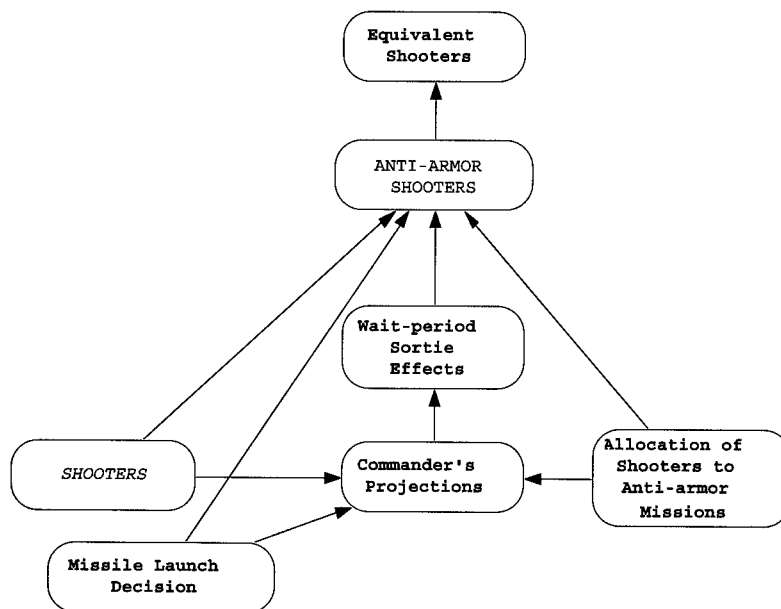 Equivalent
Shooters
ANTI-ARMOR
SHOOTERS
Wait-period
Sortie
Effects
SHOOTERS
Commander's
Projections
Allocation of
Shooters to
Anti-armor
Missions
Missile Launch
Decision